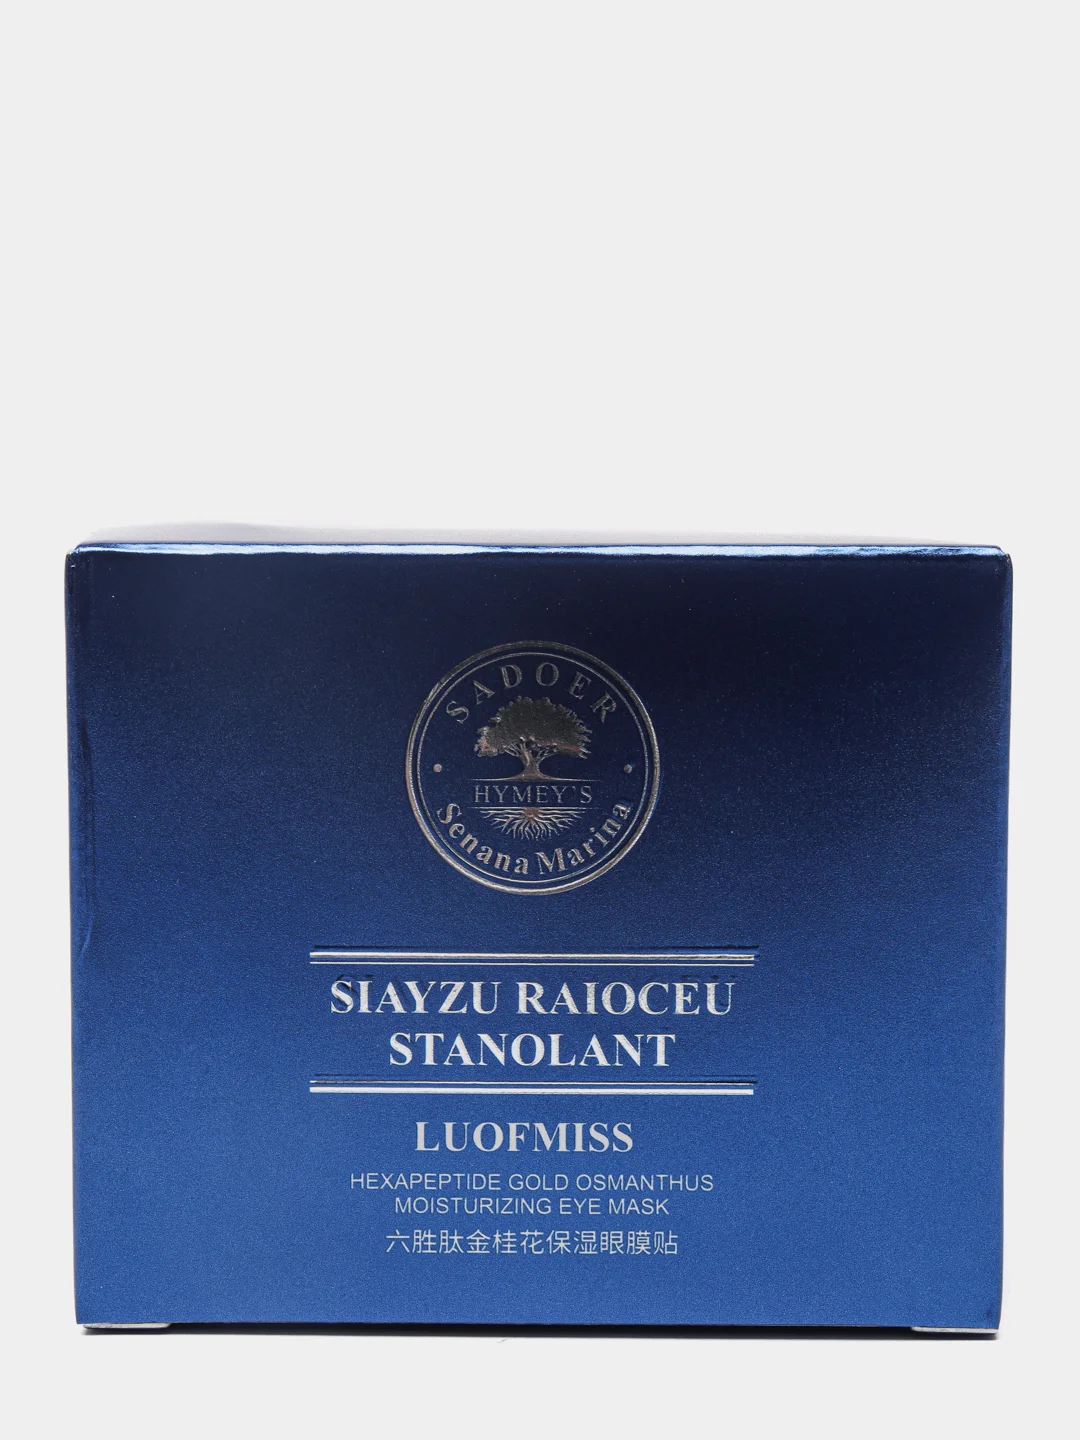 SADOER
HYMEY'S
Senana Marina
SIAYZU RAIOCEU
STANOLANT
LUOFMISS
HEXAPEPTIDE GOLD OSMANTHUS
MOISTURIZING EYE MASK
六胜肽金桂花保湿眼膜贴